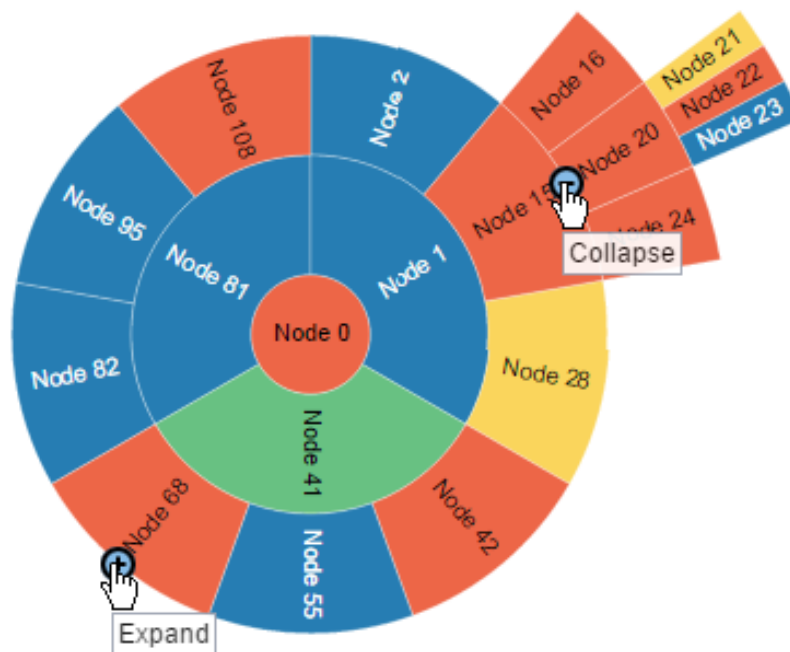 Node 21
Node 22
Node 23
Node 16
Node 20
Node 24
Node 15
Collapse
Node 108
Node 2
Node 95
Node 81
Node 1
Node 0
Node 82
Node 28
Node 41
Node 68
Node 42
Node 55
Expand